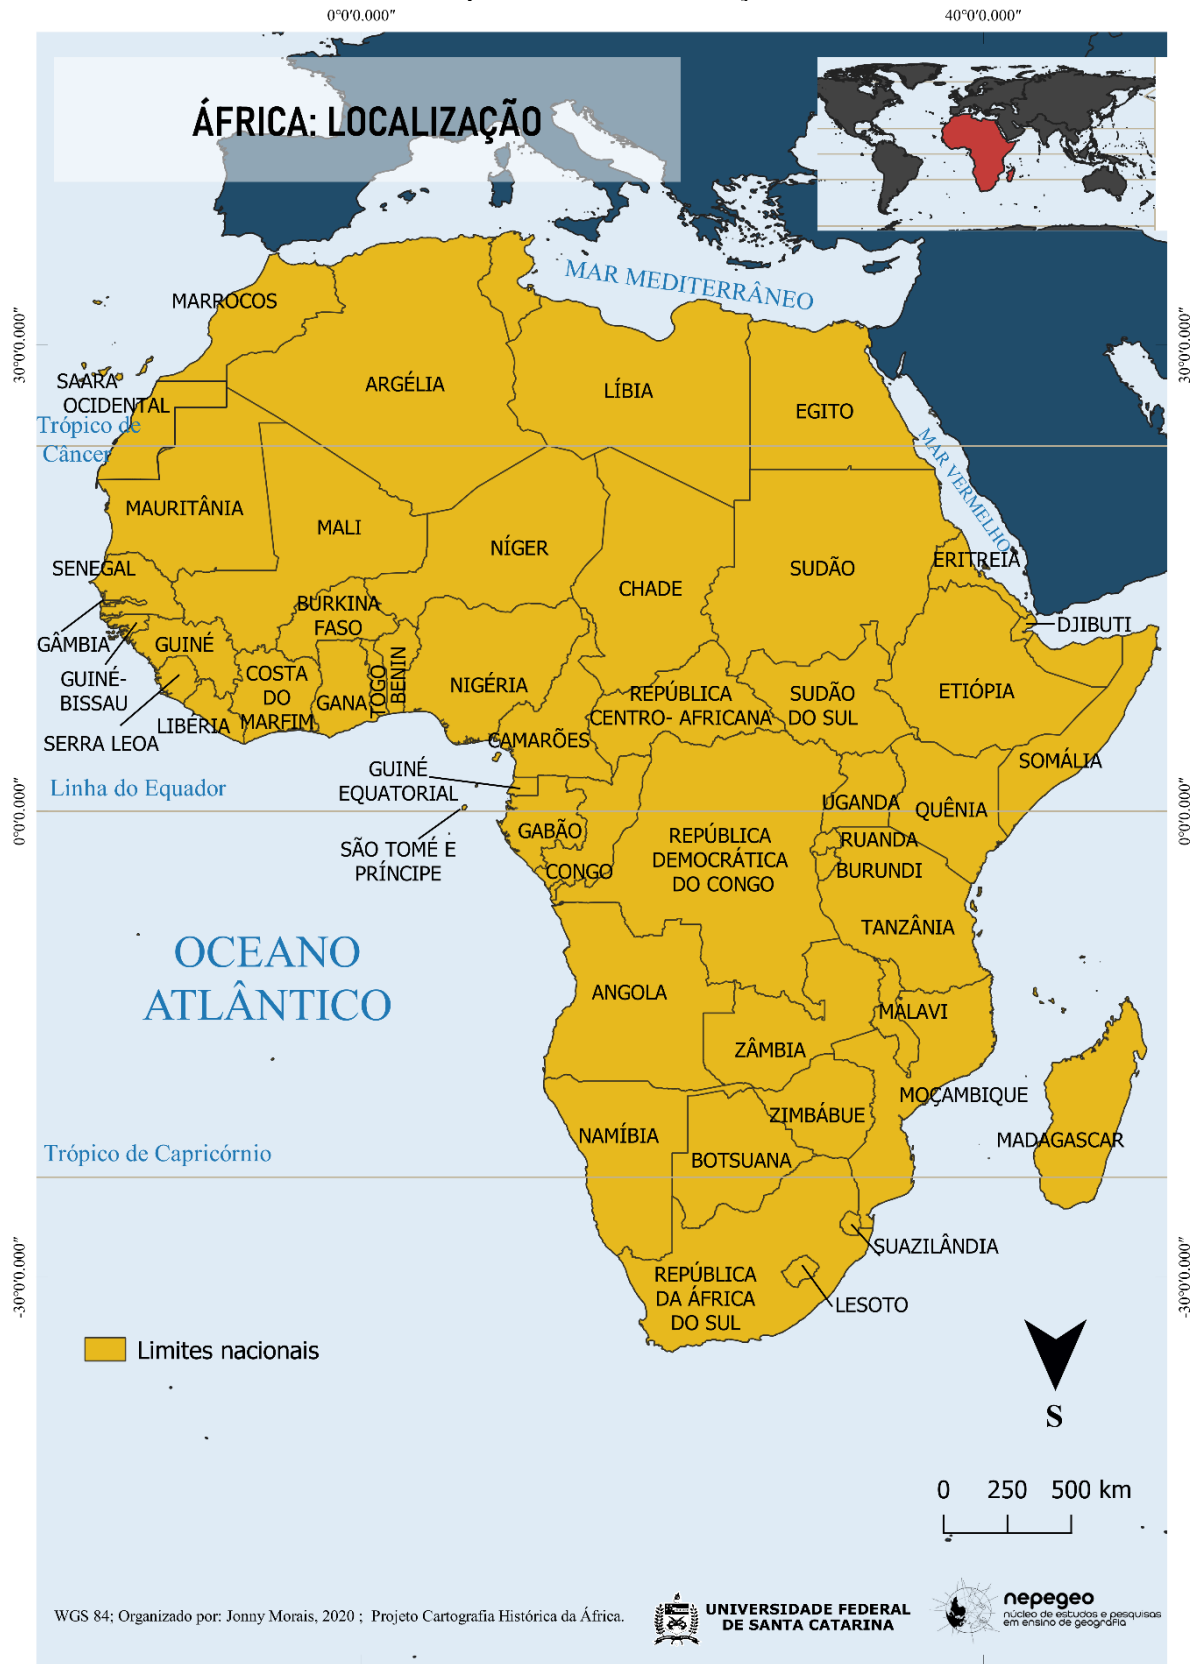 0°0'0.000"
40°0'0.000"
ÁFRICA: LOCALIZAÇÃO
MAR MEDITERRÂNEO
MARROCOS
30°0'0.000"
30°0'0.000"
SAARA
OCIDENTAL
ARGÉLIA
LÍBIA
EGITO
Trópico de
Câncer
MAR VERMELHO
MAURITÂNIA
MALI
NÍGER
CHADE
SUDÃO
ERITREIA
SENEGAL
BURKINA
FASO
DJIBUTI
GÂMBIA
GUINÉ
GUINÉ-
BISSAU
COSTA
DO
MARFIM
GANA
TOGO
BENIN
NIGÉRIA
REPÚBLICA
CENTRO- AFRICANA
SUDÃO
DO SUL
ETIÓPIA
SERRA LEOA
LIBÉRIA
CAMARÕES
SOMÁLIA
GUINÉ
EQUATORIAL
Linha do Equador
UGANDA
QUÊNIA
0°0'0.000"
0°0'0.000"
SÃO TOMÉ E
PRÍNCIPE
GABÃO
CONGO
REPÚBLICA
DEMOCRÁTICA
DO CONGO
RUANDA
BURUNDI
TANZÂNIA
OCEANO
ATLÂNTICO
ANGOLA
MALAVI
ZÂMBIA
MOÇAMBIQUE
ZIMBÁBUE
NAMÍBIA
BOTSUANA
MADAGASCAR
Trópico de Capricórnio
SUAZILÂNDIA
-30°0'0.000"
-30°0'0.000"
REPÚBLICA
DA ÁFRICA
DO SUL
LESOTO
Limites nacionais
S
0 250 500 km
WGS 84; Organizado por: Jonny Morais, 2020 ; Projeto Cartografia Histórica da África.
UNIVERSIDADE FEDERAL
DE SANTA CATARINA
nepegeo
núcleo de estudos e pesquisas
em ensino de geografia